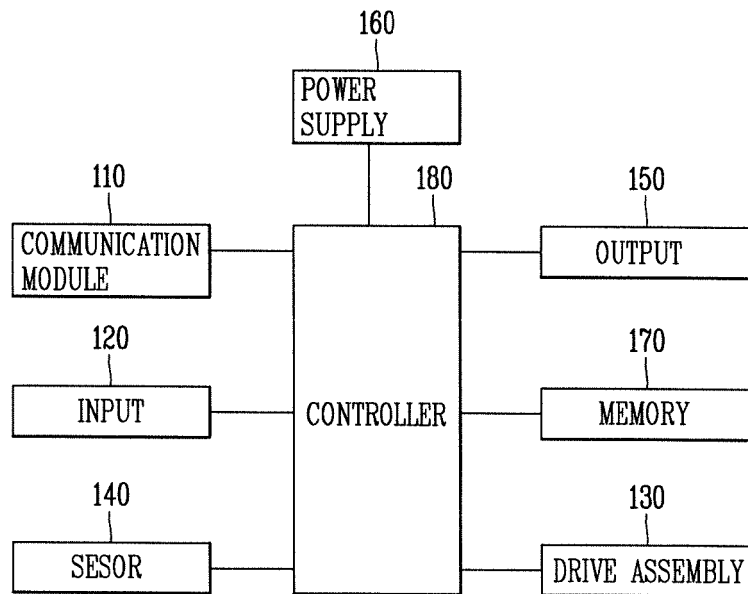 160
POWER
SUPPLY
110
180
150
COMMUNICATION
MODULE
OUTPUT
120
170
INPUT
CONTROLLER
MEMORY
140
130
SESOR
DRIVE ASSEMBLY